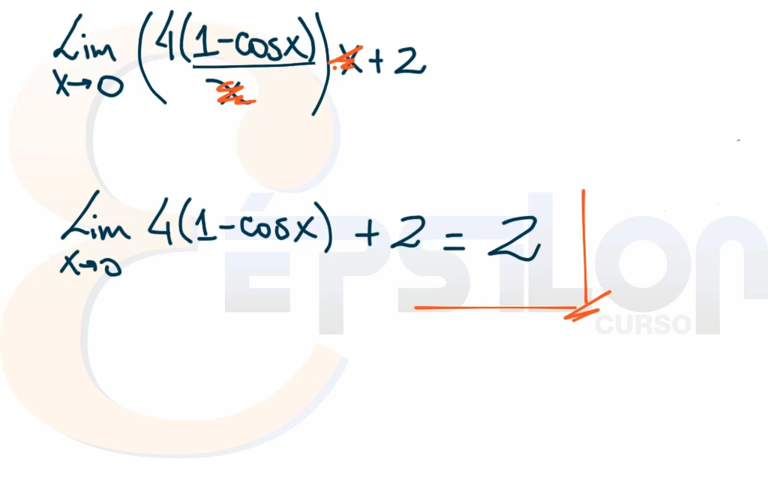 Lim (4(1-cosx)/x)x+2
x→0
Lim 4(1-cosx) + 2 = 2
x→0
ÉPSILON
CURSO